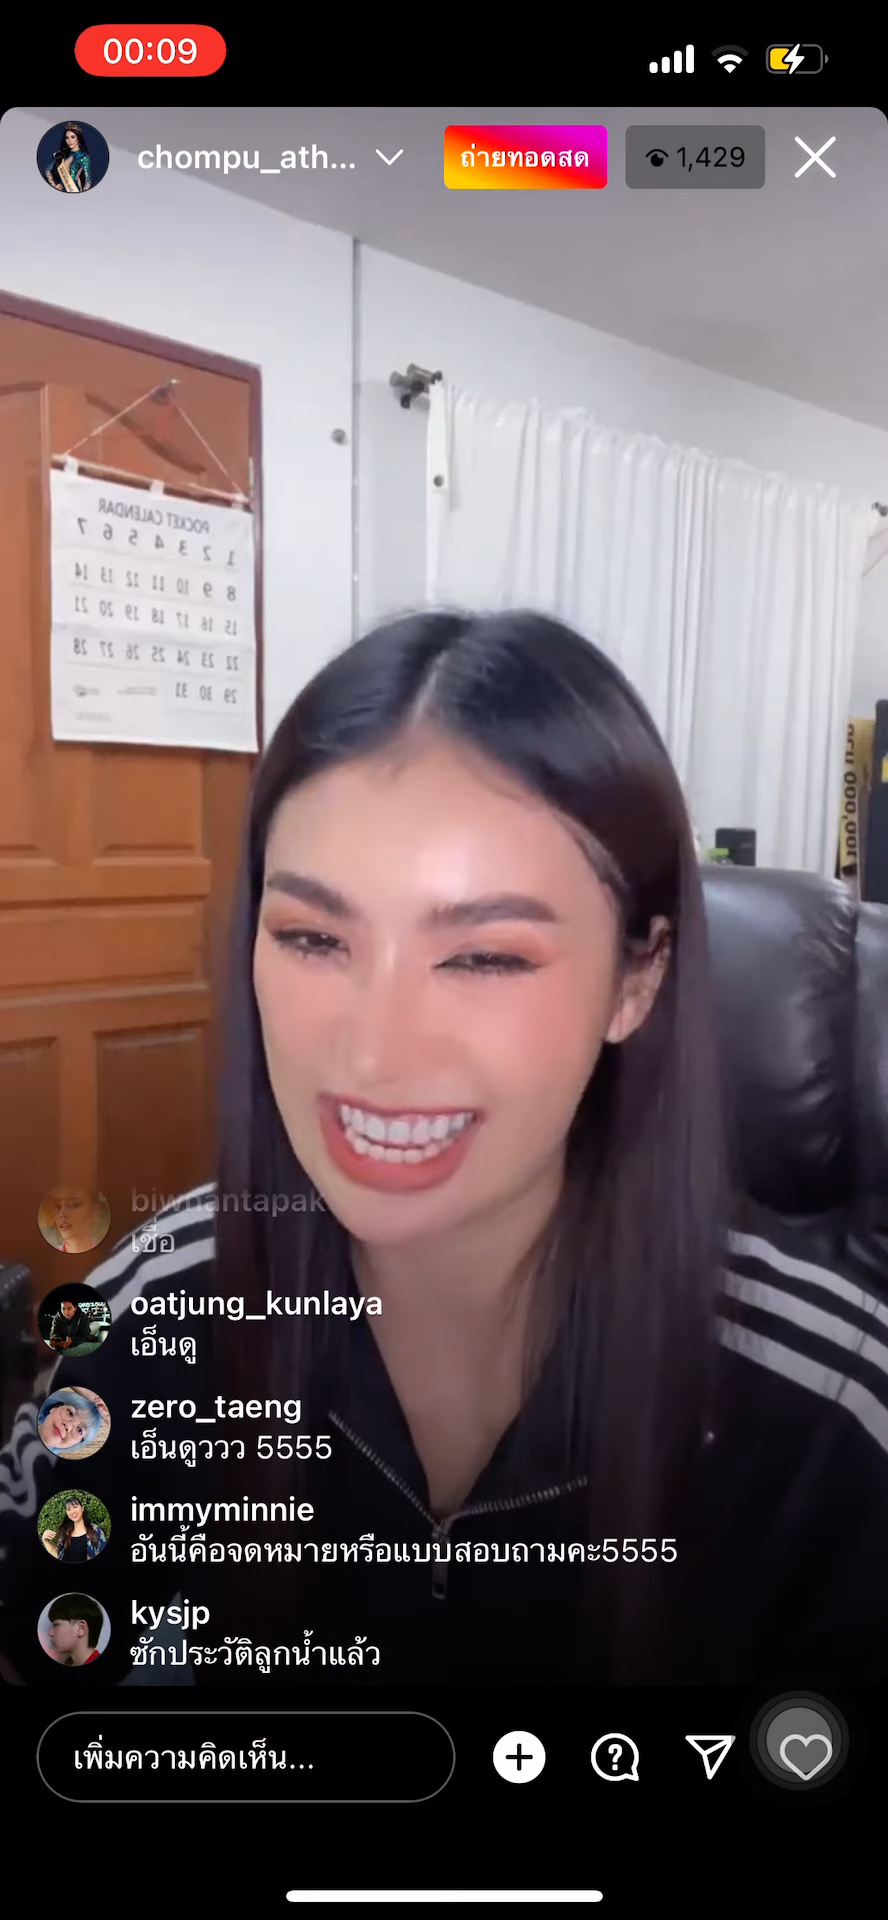 00:09
chompu_ath...
ถ่ายทอดสด
1,429
POCKET CALENDAR
1 2 3 4 5 6 7
8 9 10 11 12 13 14
15 16 17 18 19 20 21
22 23 24 25 26 27 28
29 30 31
100,000
biwnantapak
เชื่อ
oatjung_kunlaya
เอ็นดู
zero_taeng
เอ็นดูววว 5555
immyminnie
อันนี้คือจดหมายหรือแบบสอบถามคะ5555
kysjp
ซักประวัติลูกน้ำแล้ว
เพิ่มความคิดเห็น...